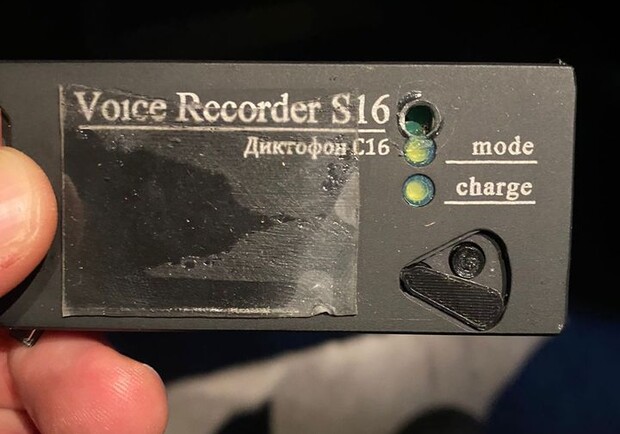 Voice Recorder S16
Диктофон С16
mode
charge